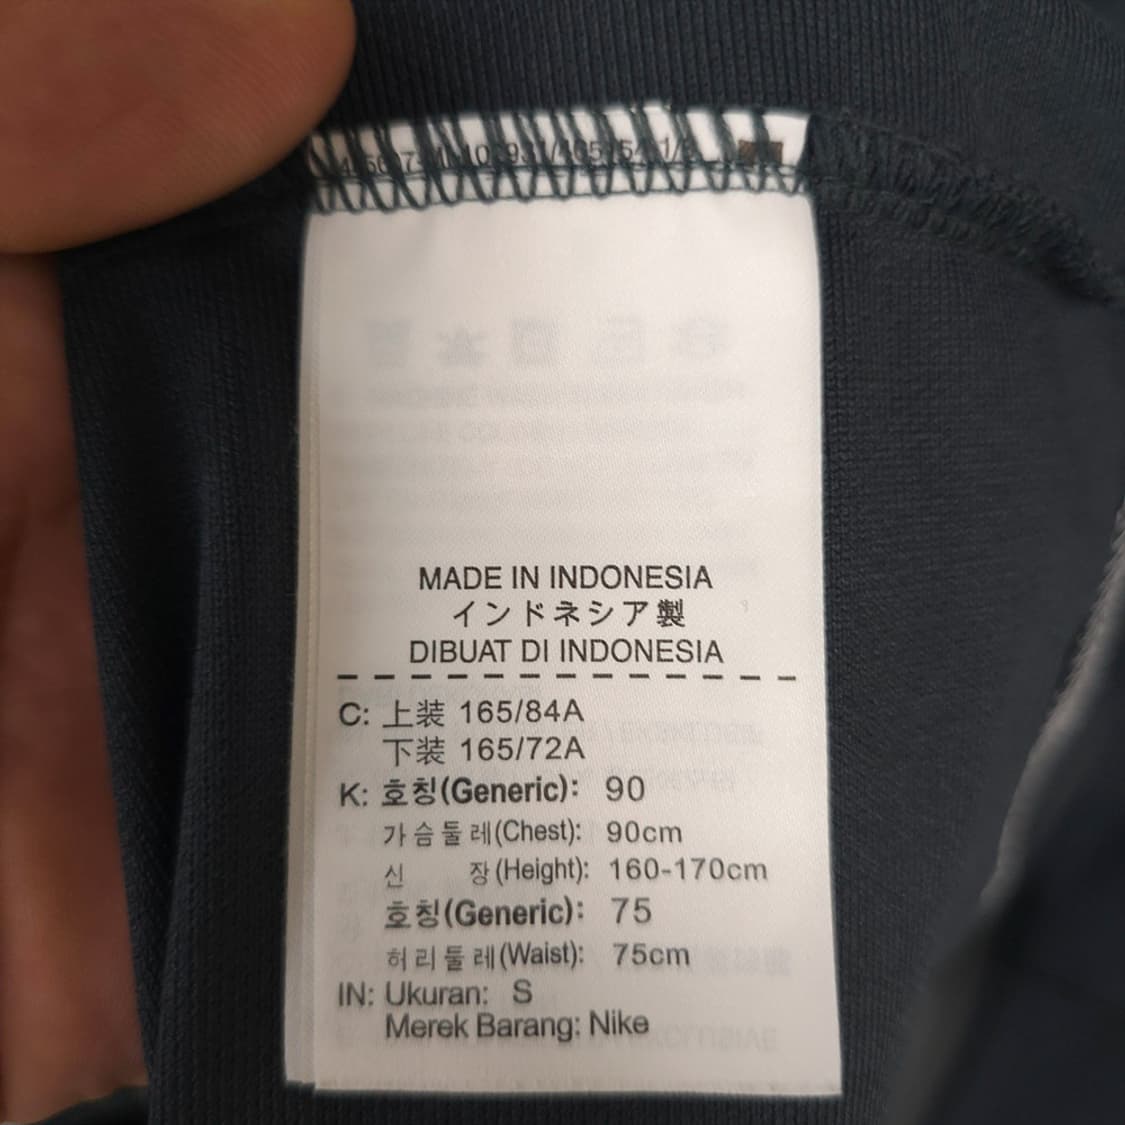 MADE IN INDONESIA
インドネシア製
DIBUAT DI INDONESIA
C: 上装 165/84A
下装 165/72A
K: 호칭(Generic): 90
가슴둘레(Chest): 90cm
신 장(Height): 160-170cm
호칭(Generic): 75
허리둘레(Waist): 75cm
IN: Ukuran: S
Merek Barang: Nike